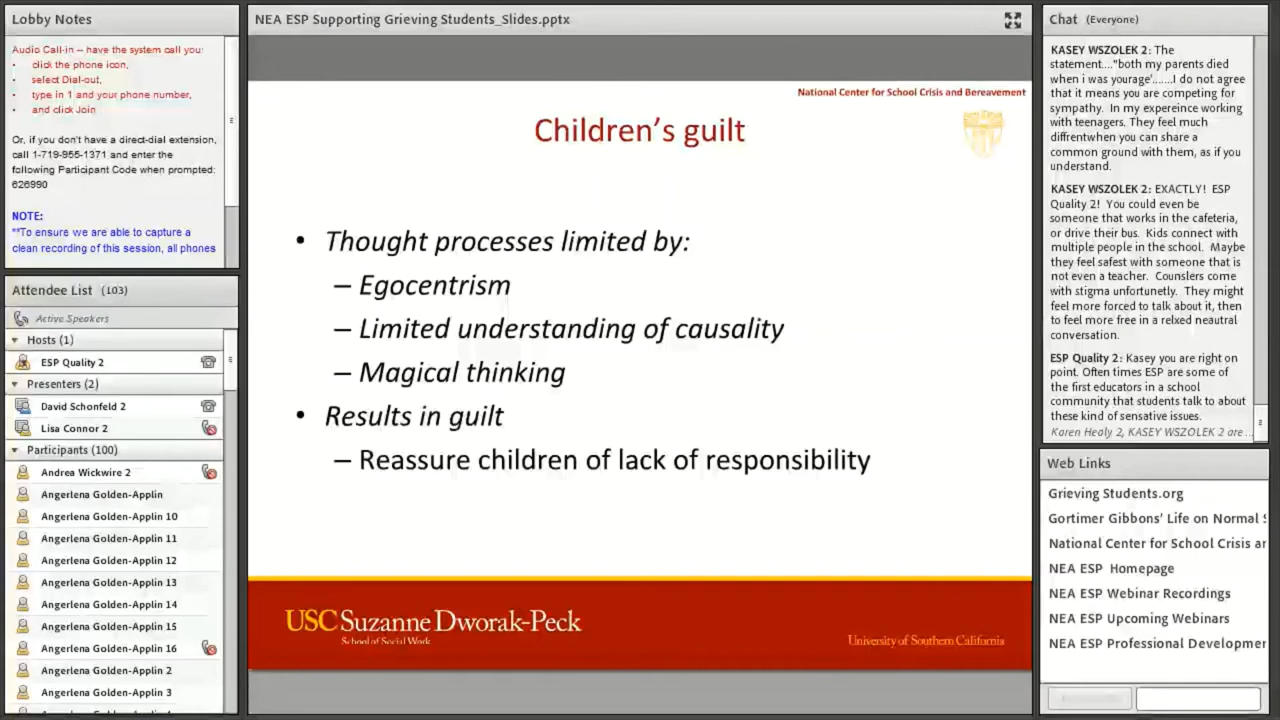 Lobby Notes
Audio Call-in -- have the system call you:
• click the phone icon,
• select Dial-out,
• type in 1 and your phone number,
• and click Join
Or, if you don't have a direct-dial extension,
call 1-719-955-1371 and enter the
following Participant Code when prompted:
626990
NOTE:
**To ensure we are able to capture a
clean recording of this session, all phones
Attendee List (103)
Active Speakers
Hosts (1)
ESP Quality 2
Presenters (2)
David Schonfeld 2
Lisa Connor 2
Participants (100)
Andrea Wickwire 2
Angerlena Golden-Applin
Angerlena Golden-Applin 10
Angerlena Golden-Applin 11
Angerlena Golden-Applin 12
Angerlena Golden-Applin 13
Angerlena Golden-Applin 14
Angerlena Golden-Applin 15
Angerlena Golden-Applin 16
Angerlena Golden-Applin 2
Angerlena Golden-Applin 3
NEA ESP Supporting Grieving Students_Slides.pptx
National Center for School Crisis and Bereavement
Children's guilt
• Thought processes limited by:
– Egocentrism
– Limited understanding of causality
– Magical thinking
• Results in guilt
– Reassure children of lack of responsibility
USC Suzanne Dworak-Peck
School of Social Work
University of Southern California
Chat (Everyone)
KASEY WSZOLEK 2: The
statement...."both my parents died
when i was yourage'......I do not agree
that it means you are competing for
sympathy. In my expereince working
with teenagers. They feel much
diffrentwhen you can share a
common ground with them, as if you
understand.
KASEY WSZOLEK 2: EXACTLY! ESP
Quality 2! You could even be
someone that works in the cafeteria,
or drive their bus. Kids connect with
multiple people in the school. Maybe
they feel safest with someone that is
not even a teacher. Counslers come
with stigma unfortunetly. They might
feel more forced to talk about it, then
to feel more free in a relxed neautral
conversation.
ESP Quality 2: Kasey you are right on
point. Often times ESP are some of
the first educators in a school
community that students talk to about
these kind of sensative issues.
Karen Healy 2, KASEY WSZOLEK 2 are...
Web Links
Grieving Students.org
Gortimer Gibbons' Life on Normal S
National Center for School Crisis ar
NEA ESP Homepage
NEA ESP Webinar Recordings
NEA ESP Upcoming Webinars
NEA ESP Professional Developmer